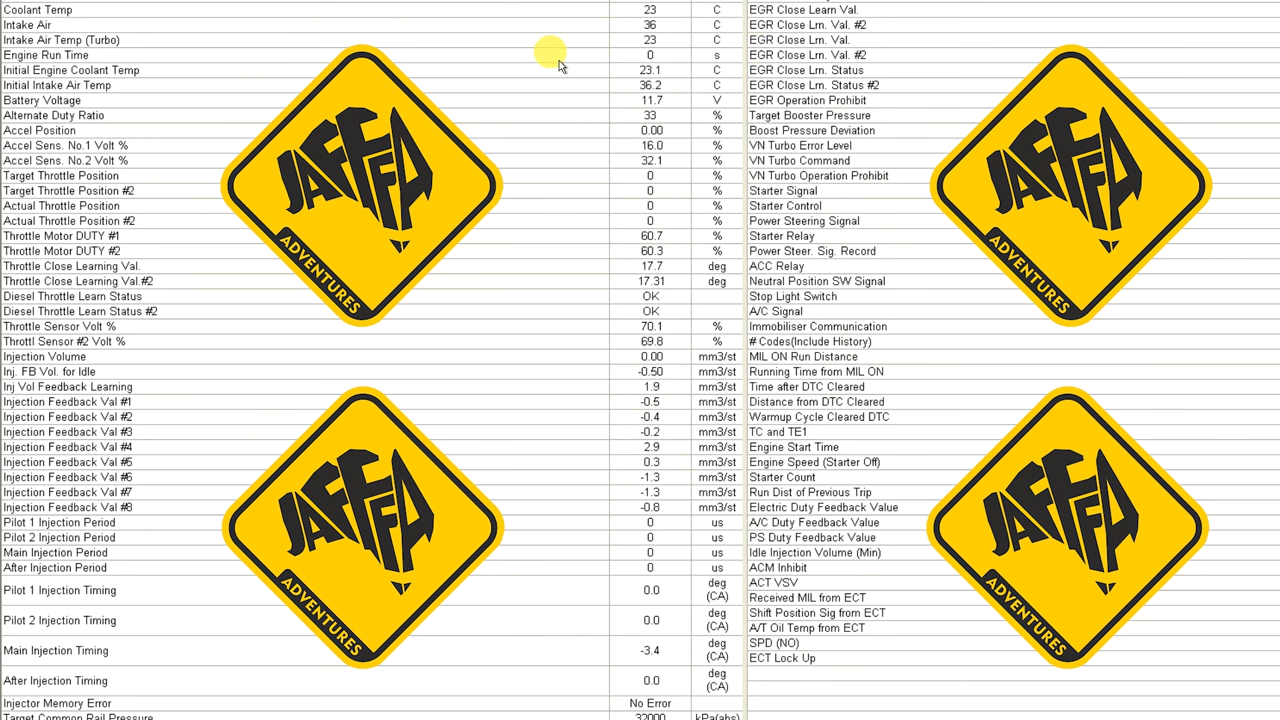 Coolant Temp 23 C
Intake Air 36 C
Intake Air Temp (Turbo) 23 C
Engine Run Time 0 s
Initial Engine Coolant Temp 23.1 C
Initial Intake Air Temp 36.2 C
Battery Voltage 11.7 V
Alternate Duty Ratio 33 %
Accel Position 0.00 %
Accel Sens. No.1 Volt % 16.0 %
Accel Sens. No.2 Volt % 32.1 %
Target Throttle Position 0 %
Target Throttle Position #2 0 %
Actual Throttle Position 0 %
Actual Throttle Position #2 0 %
Throttle Motor DUTY #1 60.7 %
Throttle Motor DUTY #2 60.3 %
Throttle Close Learning Val. 17.7 deg
Throttle Close Learning Val.#2 17.31 deg
Diesel Throttle Learn Status OK
Diesel Throttle Learn Status #2 OK
Throttle Sensor Volt % 70.1 %
Throttl Sensor #2 Volt % 69.8 %
Injection Volume 0.00 mm3/st
Inj. FB Vol. for Idle -0.50 mm3/st
Inj Vol Feedback Learning 1.9 mm3/st
Injection Feedback Val #1 -0.5 mm3/st
Injection Feedback Val #2 -0.4 mm3/st
Injection Feedback Val #3 -0.2 mm3/st
Injection Feedback Val #4 2.9 mm3/st
Injection Feedback Val #5 0.3 mm3/st
Injection Feedback Val #6 -1.3 mm3/st
Injection Feedback Val #7 -1.3 mm3/st
Injection Feedback Val #8 -0.8 mm3/st
Pilot 1 Injection Period 0 us
Pilot 2 Injection Period 0 us
Main Injection Period 0 us
After Injection Period 0 us
Pilot 1 Injection Timing 0.0 deg (CA)
Pilot 2 Injection Timing 0.0 deg (CA)
Main Injection Timing -3.4 deg (CA)
After Injection Timing 0.0 deg (CA)
Injector Memory Error No Error
Target Common Rail Pressure 32000 kPa(abs)
EGR Close Learn Val.
EGR Close Lrn. Val. #2
EGR Close Lrn. Val.
EGR Close Lrn. Val. #2
EGR Close Lrn. Status
EGR Close Lrn. Status #2
EGR Operation Prohibit
Target Booster Pressure
Boost Pressure Deviation
VN Turbo Error Level
VN Turbo Command
VN Turbo Operation Prohibit
Starter Signal
Starter Control
Power Steering Signal
Starter Relay
Power Steer. Sig. Record
ACC Relay
Neutral Position SW Signal
Stop Light Switch
A/C Signal
Immobiliser Communication
# Codes(Include History)
MIL ON Run Distance
Running Time from MIL ON
Time after DTC Cleared
Distance from DTC Cleared
Warmup Cycle Cleared DTC
TC and TE1
Engine Start Time
Engine Speed (Starter Off)
Starter Count
Run Dist of Previous Trip
Electric Duty Feedback Value
A/C Duty Feedback Value
PS Duty Feedback Value
Idle Injection Volume (Min)
ACM Inhibit
ACT VSV
Received MIL from ECT
Shift Position Sig from ECT
A/T Oil Temp from ECT
SPD (NO)
ECT Lock Up
JAFFFA
ADVENTURES
JAFFFA
ADVENTURES
JAFFFA
ADVENTURES
JAFFFA
ADVENTURES